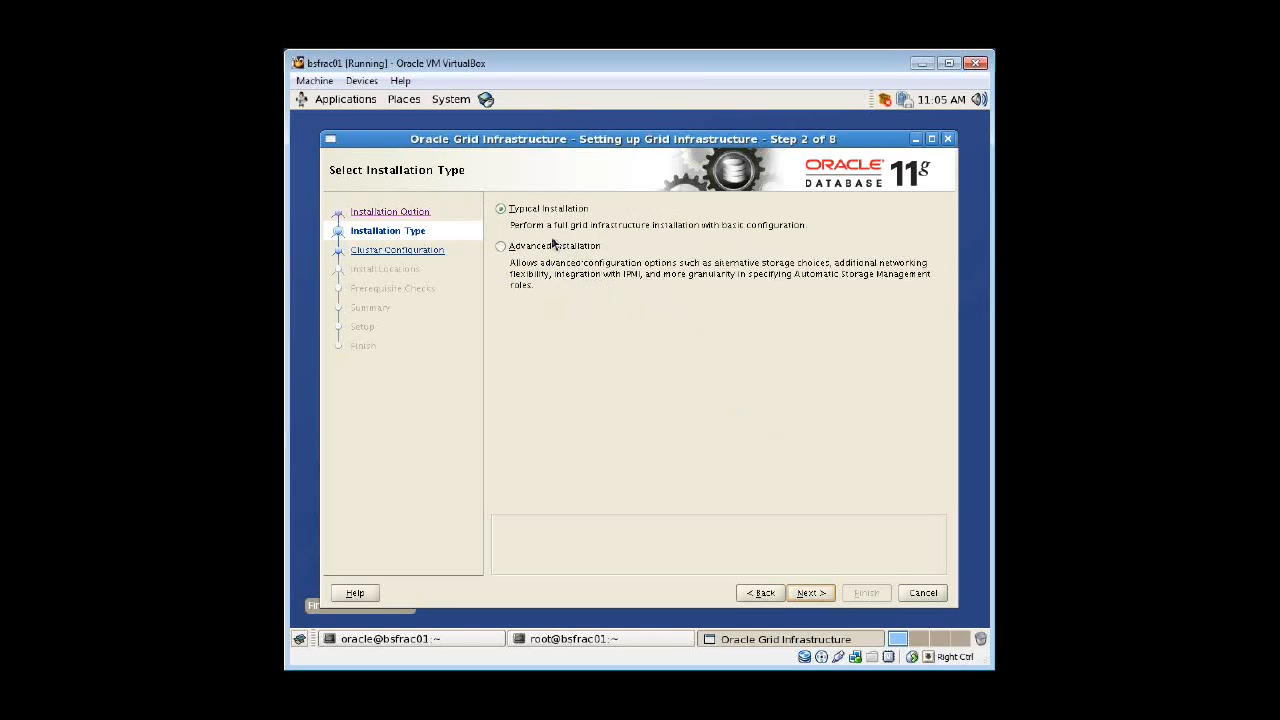 bsfrac01 [Running] - Oracle VM VirtualBox
Machine Devices Help
Applications Places System 11:05 AM
Oracle Grid Infrastructure - Setting up Grid Infrastructure - Step 2 of 8
Select Installation Type
ORACLE
DATABASE 11g
Installation Option
Installation Type
Cluster Configuration
Install Locations
Prerequisite Checks
Summary
Setup
Finish
Typical Installation
Perform a full grid infrastructure installation with basic configuration.
Advanced Installation
Allows advanced configuration options such as alternative storage choices, additional networking
flexibility, integration with IPMI, and more granularity in specifying Automatic Storage Management
roles.
Help < Back Next > Finish Cancel
oracle@bsfrac01:~ root@bsfrac01:~ Oracle Grid Infrastructure
Right Ctrl